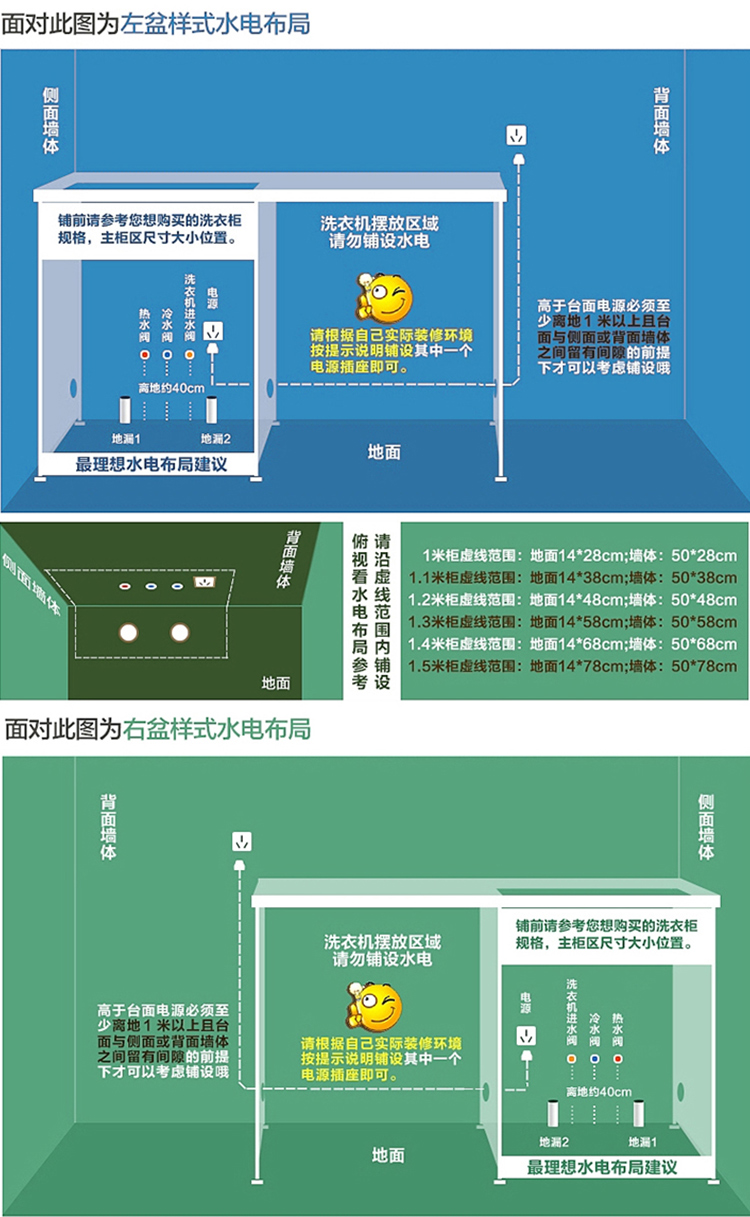 面对此图为左盆样式水电布局
侧面墙体
背面墙体
铺前请参考您想购买的洗衣柜
规格，主柜区尺寸大小位置。
洗衣机摆放区域
请勿铺设水电
热水阀
冷水阀
洗衣机进水阀
电源
请根据自己实际装修环境
按提示说明铺设其中一个
电源插座即可。
高于台面电源必须至
少离地1米以上且台
面与侧面或背面墙体
之间留有间隙的前提
下才可以考虑铺设哦
离地约40cm
地漏1
地漏2
地面
最理想水电布局建议
侧面墙体
背面墙体
地面
请沿虚线范围内铺设
俯视看水电布局参考
1米柜虚线范围：地面14*28cm;墙体：50*28cm
1.1米柜虚线范围：地面14*38cm;墙体：50*38cm
1.2米柜虚线范围：地面14*48cm;墙体：50*48cm
1.3米柜虚线范围：地面14*58cm;墙体：50*58cm
1.4米柜虚线范围：地面14*68cm;墙体：50*68cm
1.5米柜虚线范围：地面14*78cm;墙体：50*78cm
面对此图为右盆样式水电布局
背面墙体
侧面墙体
铺前请参考您想购买的洗衣柜
规格，主柜区尺寸大小位置。
洗衣机摆放区域
请勿铺设水电
电源
洗衣机进水阀
冷水阀
热水阀
高于台面电源必须至
少离地1米以上且台
面与侧面或背面墙体
之间留有间隙的前提
下才可以考虑铺设哦
请根据自己实际装修环境
按提示说明铺设其中一个
电源插座即可。
离地约40cm
地漏2
地漏1
地面
最理想水电布局建议